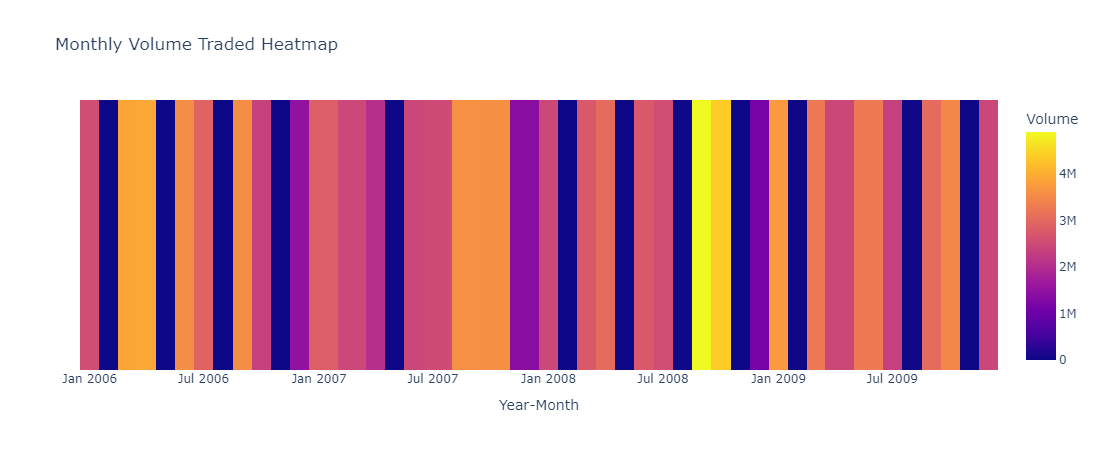 Monthly Volume Traded Heatmap
Volume
4M
3M
2M
1M
0
Jan 2006 Jul 2006 Jan 2007 Jul 2007 Jan 2008 Jul 2008 Jan 2009 Jul 2009
Year-Month